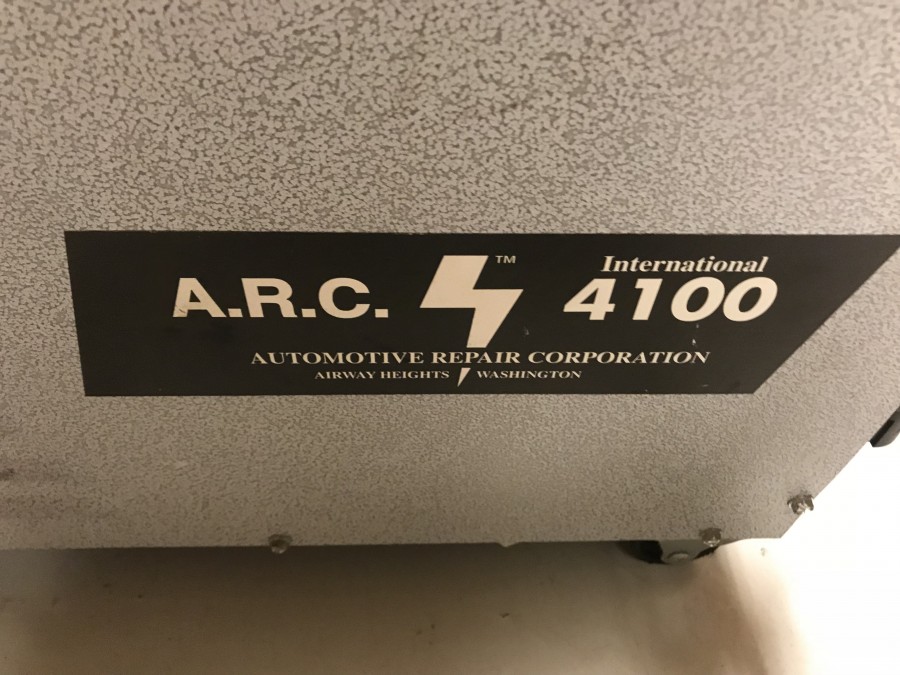 A.R.C. ™ International
4100
AUTOMOTIVE REPAIR CORPORATION
AIRWAY HEIGHTS WASHINGTON